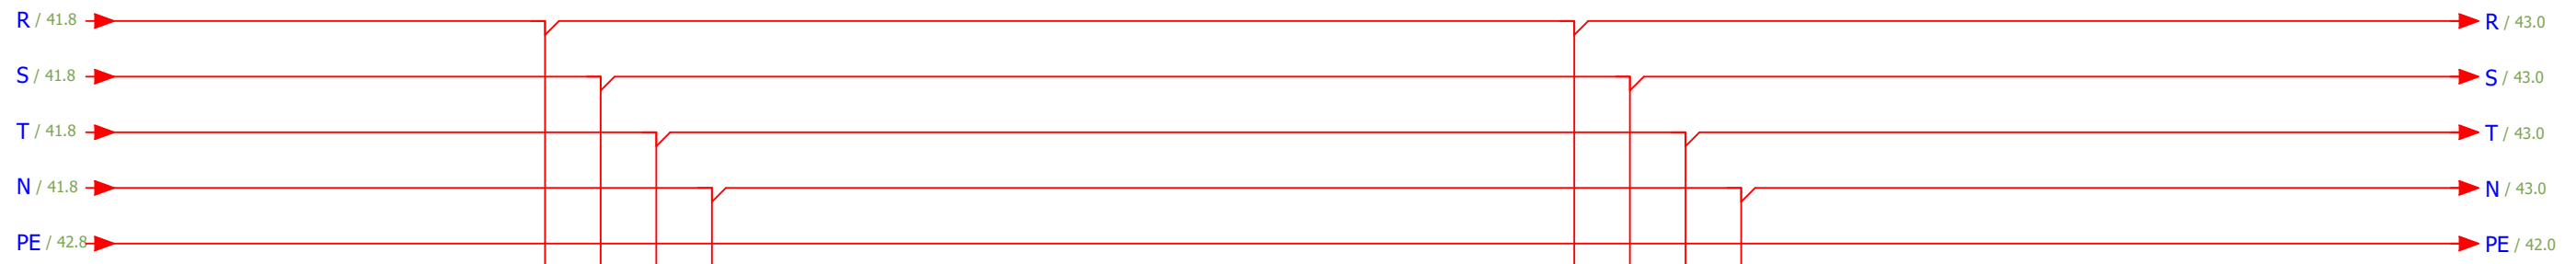 R / 41.8 R / 43.0
S / 41.8 S / 43.0
T / 41.8 T / 43.0
N / 41.8 N / 43.0
PE / 42.8 PE / 42.0